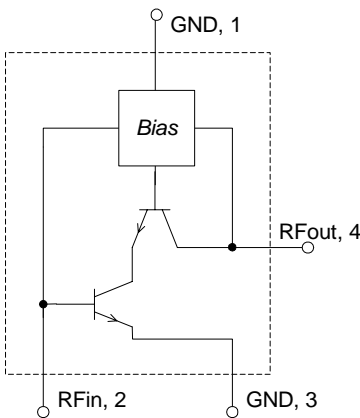 GND, 1
Bias
RFout, 4
RFin, 2
GND, 3